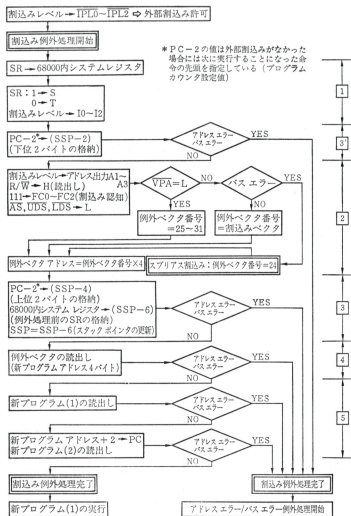 割込みレベル→IPL0〜IPL2 ⇨ 外部割込み許可
割込み例外処理開始
*PC−2の値は外部割込みがなかった
場合には次に実行することになった命
令の先頭を指定している(プログラム
カウンタ設定値)
SR→68000内システムレジスタ
SR:1→S
0→T
割込みレベル→I0〜I2
1
PC-2*→(SSP-2)
(下位2バイトの格納)
アドレスエラー
バスエラー
YES
NO
3'
割込みレベル→アドレス出力A1〜
A3
R/W→H(読出し)
111→FC0〜FC2(割込み認知)
AS,UDS,LDS→L
VPA=L
NO
バスエラー
YES
YES
NO
2
例外ベクタ番号
=25〜31
例外ベクタ番号
=割込みベクタ
例外ベクタ アドレス=例外ベクタ番号×4
スプリアス割込み:例外ベクタ番号=24
PC-2*→(SSP-4)
(上位2バイトの格納)
68000内システム レジスタ→(SSP-6)
(例外処理前のSRの格納)
SSP=SSP-6(スタック ポインタの更新)
アドレスエラー
バスエラー
YES
NO
3
例外ベクタの読出し
(新プログラム アドレス4バイト)
アドレスエラー
バスエラー
YES
NO
4
新プログラム(1)の読出し
アドレスエラー
バスエラー
YES
NO
5
新プログラム アドレス+2→PC
新プログラム(2)の読出し
アドレスエラー
バスエラー
YES
NO
割込み例外処理完了
割込み例外処理完了
新プログラム(1)の実行
アドレスエラー/バスエラー例外処理開始